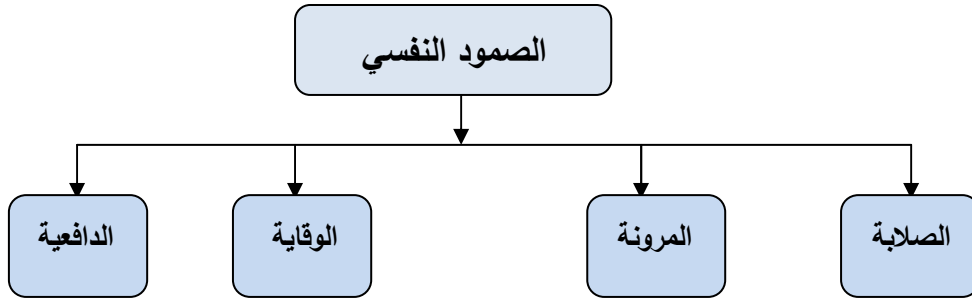 الصمود النفسي
الصلابة
المرونة
الوقاية
الدافعية